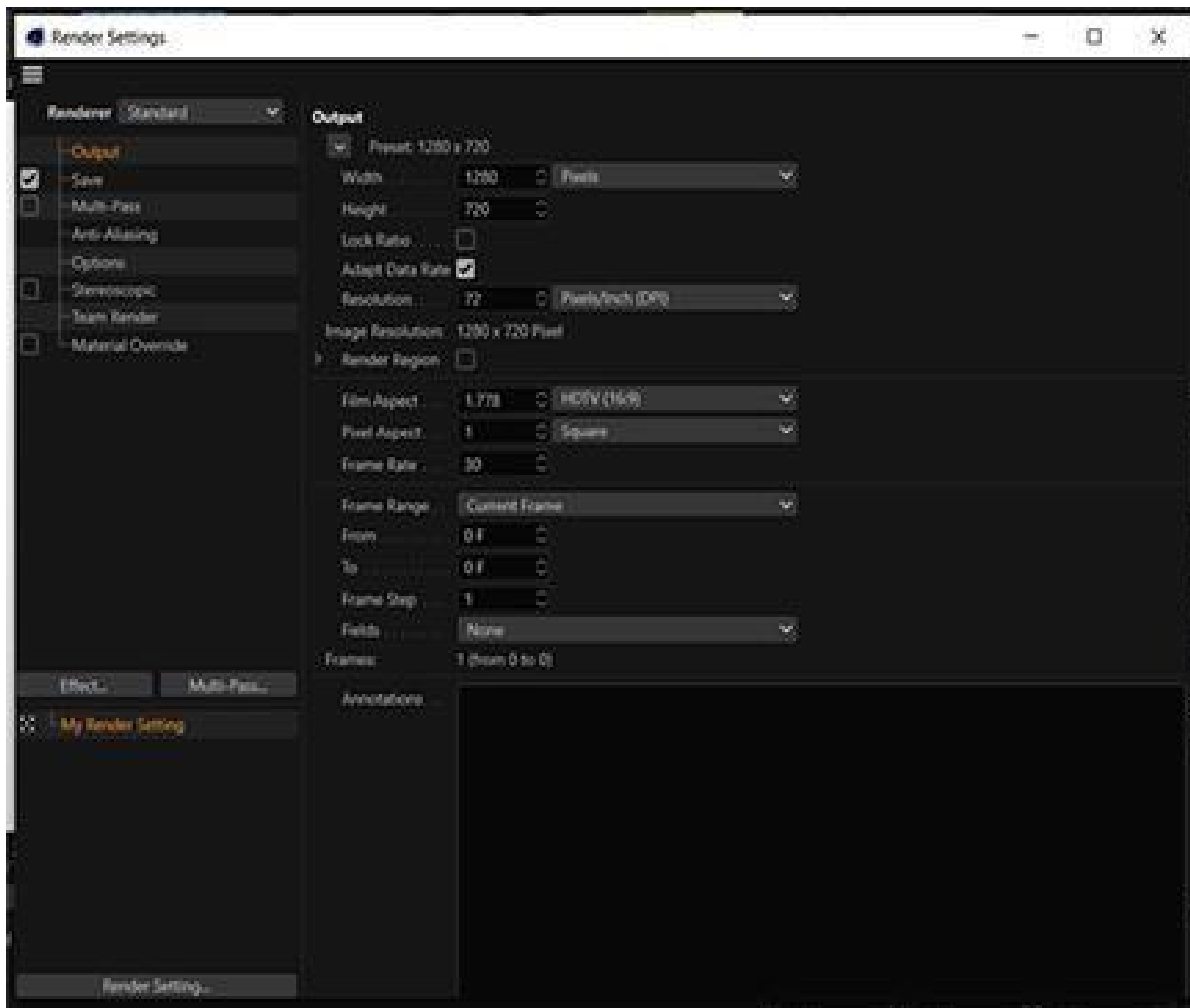 Render Settings
Renderer Standard
Output
Save
Multi-Pass
Anti-Aliasing
Options
Stereoscopic
Team Render
Material Override
Effect...
Multi-Pass...
My Render Setting
Render Setting...
Output
Preset: 1280 x 720
Width 1280 Pixels
Height 720
Lock Ratio
Adapt Data Rate
Resolution 72 Pixels/Inch (DPI)
Image Resolution: 1280 x 720 Pixel
Render Region
Film Aspect 1.778 HDTV (16:9)
Pixel Aspect 1 Square
Frame Rate 30
Frame Range Current Frame
From 0 F
To 0 F
Frame Step 1
Fields None
Frames: 1 (from 0 to 0)
Annotations